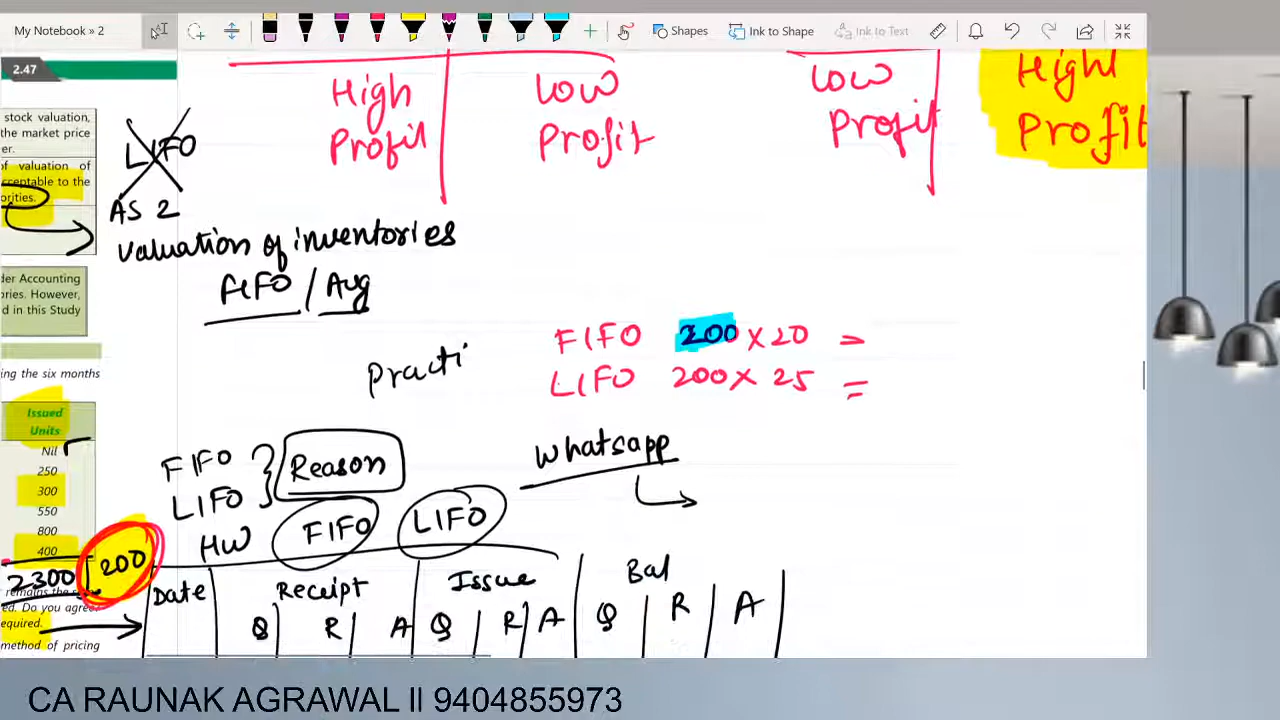 My Notebook » 2
Shapes
Ink to Shape
Ink to Text
2.47
High Profit
Low Profit
Low Profit
Hight Profit
stock valuation,
the market price
er.
of valuation of
cceptable to the
orities.
LIFO
AS 2
Valuation of inventories
FIFO / Avg
der Accounting
ries. However,
d in this Study
ing the six months
FIFO 200 x 20 =
LIFO 200 x 25 =
Practi
Issued
Units
Nil
250
300
550
800
400
2300
200
FIFO
LIFO
Reason
Whatsapp
HW FIFO LIFO
remains the
ed. Do you agree
equired.
method of pricing
Date Receipt Issue Bal
Q R A Q R A Q R A
CA RAUNAK AGRAWAL ll 9404855973